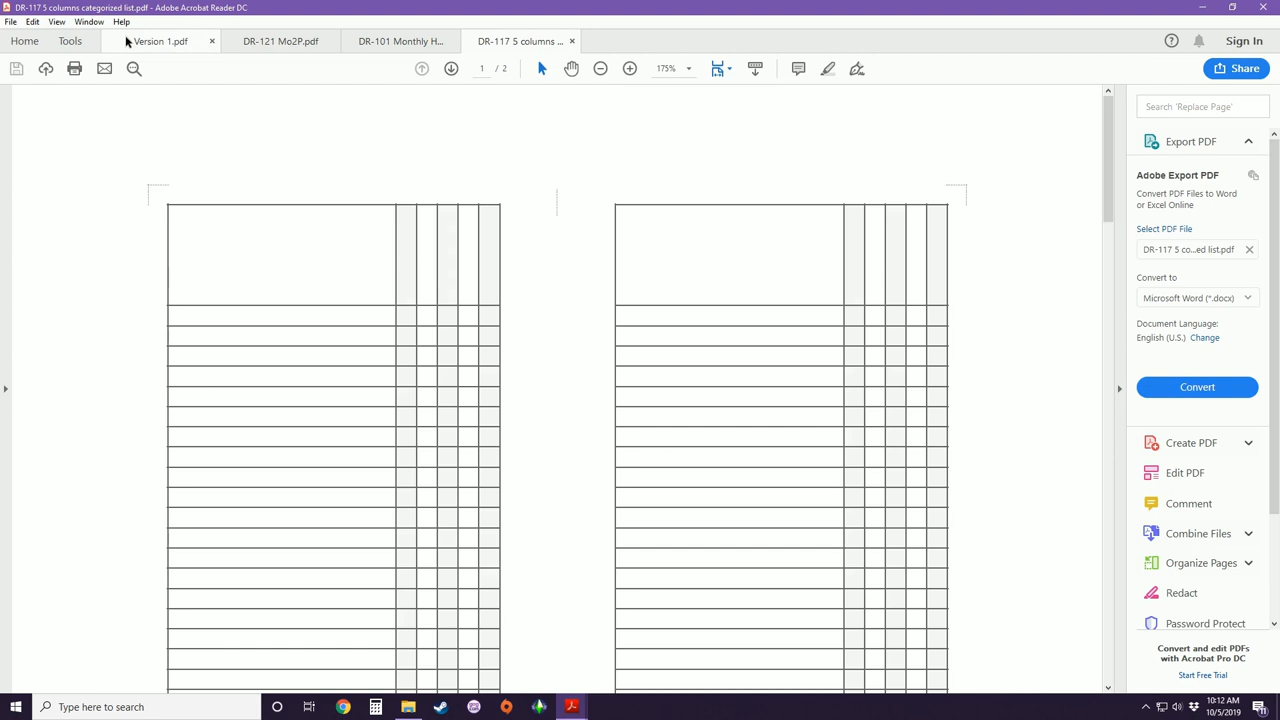 DR-117 5 columns categorized list.pdf - Adobe Acrobat Reader DC
File Edit View Window Help
Home Tools Version 1.pdf × DR-121 Mo2P.pdf DR-101 Monthly H... DR-117 5 columns ... × Sign In
1 / 2 175% Share
Search 'Replace Page'
Export PDF
Adobe Export PDF
Convert PDF Files to Word
or Excel Online
Select PDF File
DR-117 5 co...ed list.pdf
Convert to
Microsoft Word (*.docx)
Document Language:
English (U.S.) Change
Convert
Create PDF
Edit PDF
Comment
Combine Files
Organize Pages
Redact
Password Protect
Convert and edit PDFs
with Acrobat Pro DC
Start Free Trial
Type here to search
10:12 AM
10/5/2019
11